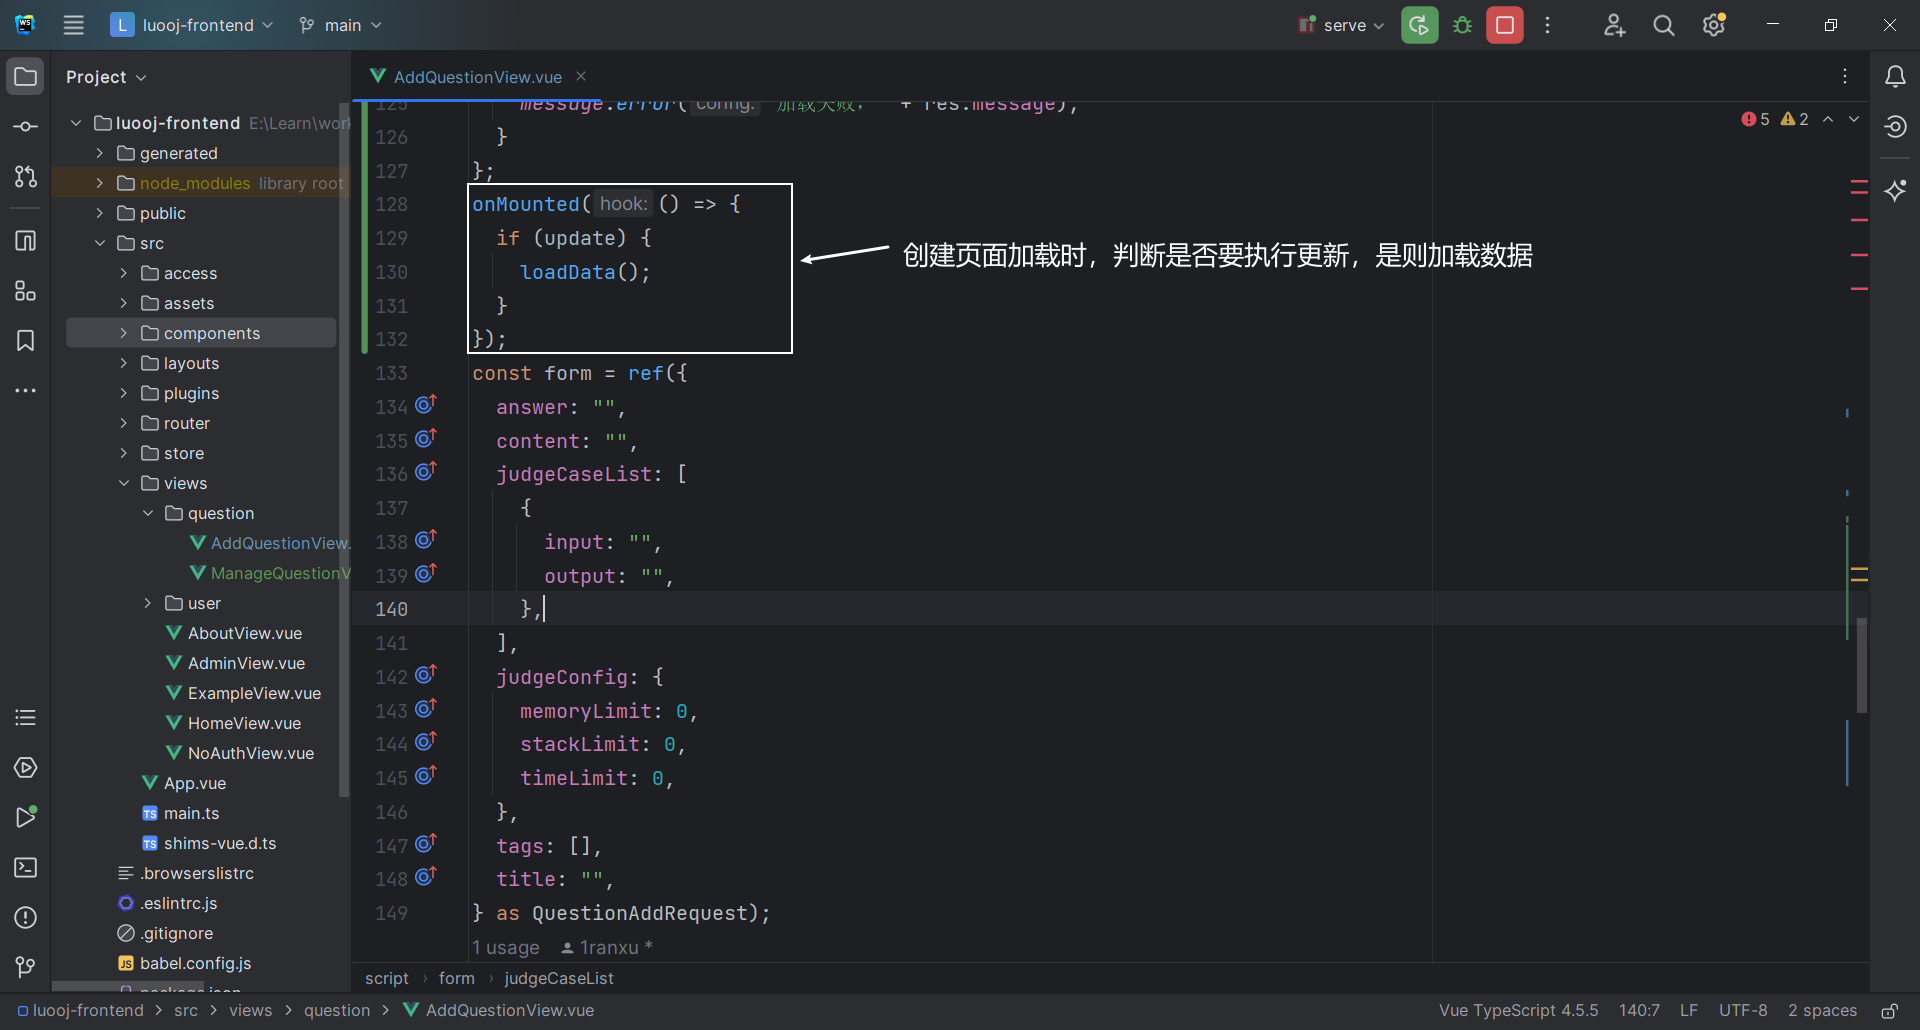 L luooj-frontend main serve
Project
AddQuestionView.vue
luooj-frontend E:\Learn\work
generated
node_modules library root
public
src
access
assets
components
layouts
plugins
router
store
views
question
AddQuestionView.
ManageQuestionV
user
AboutView.vue
AdminView.vue
ExampleView.vue
HomeView.vue
NoAuthView.vue
App.vue
TS main.ts
TS shims-vue.d.ts
.browserslistrc
.eslintrc.js
.gitignore
JS babel.config.js
package.json
5 2
125 message.error( config: "加载失败, " + res.message);
126 }
127 };
128 onMounted( hook: () => {
129 if (update) {
130 loadData();
131 }
132 });
创建页面加载时，判断是否要执行更新，是则加载数据
133 const form = ref({
134 answer: "",
135 content: "",
136 judgeCaseList: [
137 {
138 input: "",
139 output: "",
140 },
141 ],
142 judgeConfig: {
143 memoryLimit: 0,
144 stackLimit: 0,
145 timeLimit: 0,
146 },
147 tags: [],
148 title: "",
149 } as QuestionAddRequest);
1 usage 1ranxu *
script › form › judgeCaseList
luooj-frontend > src > views > question > AddQuestionView.vue
Vue TypeScript 4.5.5 140:7 LF UTF-8 2 spaces